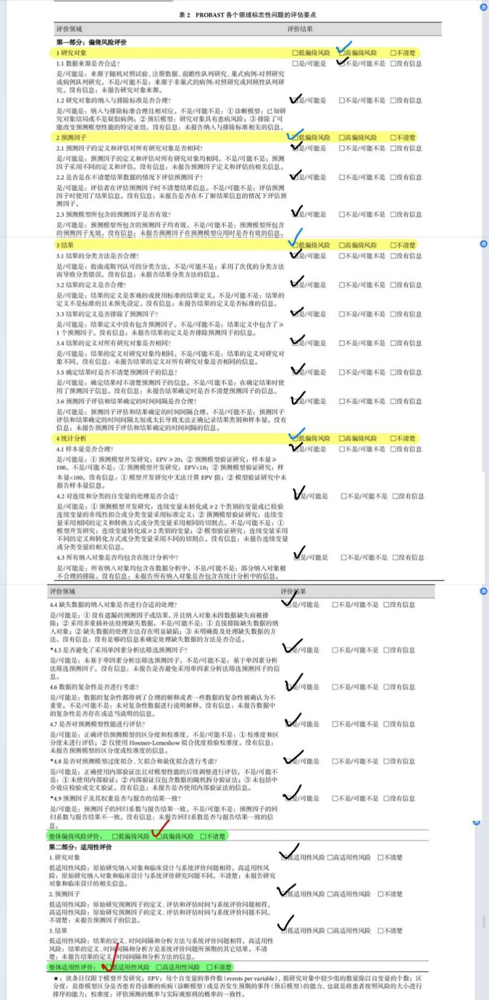 表 2　PROBAST 各个领域标志性问题的评估要点
评价领域　评价结果
第一部分：偏倚风险评价
1 研究对象　□低偏倚风险　□高偏倚风险　□不清楚
1.1 数据来源是否合适？　□是/可能是　□不是/可能不是　□没有信息
是/可能是：来源于随机对照试验、注册数据、前瞻性队列研究、巢式病例-对照研究
或病例队列研究。不是/可能不是：来源于非巢式的病例-对照研究或回顾性队列研
究。没有信息：未报告研究对象来源。
1.2 研究对象的纳入与排除标准是否合理？　□是/可能是　□不是/可能不是　□没有信息
是/可能是：纳入与排除标准合理且相对应。不是/可能不是：① 诊断模型：已知研
究对象结局或不是疑似病例；② 预后模型：研究对象具有患病风险；③ 排除了可
能改变预测模型性能的特定亚组。没有信息：未报告纳入与排除标准相关的信息。
2 预测因子　□低偏倚风险　□高偏倚风险　□不清楚
2.1 预测因子的定义和评估对所有研究对象是否相同？　□是/可能是　□不是/可能不是　□没有信息
是/可能是：预测因子的定义和评估对所有研究对象均相同。不是/可能不是：预测
因子采用不同的定义和评估。没有信息：未报告预测因子定义和评估的相关信息。
2.2 是否是在不清楚结果数据的情况下评估预测因子？　□是/可能是　□不是/可能不是　□没有信息
是/可能是：评估者在评估预测因子时不清楚结果信息。不是/可能不是：评估预测
因子时使用了结果信息。没有信息：未报告是否在不了解结果信息的情况下评估预
测因子。
2.3 预测模型所包含的预测因子是否有效？　□是/可能是　□不是/可能不是　□没有信息
是/可能是：预测模型所包含的预测因子均有效。不是/可能不是：预测模型所包含
的预测因子无效。没有信息：未报告预测因子在预测模型应用时是否有效的信息。
3 结果　□低偏倚风险　□高偏倚风险　□不清楚
3.1 结果的分类方法是否合理？　□是/可能是　□不是/可能不是　□没有信息
是/可能是：指南或期刊认可的分类方法。不是/可能不是：采用了次优的分类方法
而导致分类错误。没有信息：未报告结果分类方法的信息。
3.2 结果的定义是否合理？　□是/可能是　□不是/可能不是　□没有信息
是/可能是：结果的定义是客观的或使用标准的结果定义。不是/可能不是：结果的
定义不是标准的且未预先设定。没有信息：未报告结果的定义是否标准的信息。
3.3 结果的定义是否排除了预测因子？　□是/可能是　□不是/可能不是　□没有信息
是/可能是：结果定义中没有包含预测因子。不是/可能不是：结果定义中包含了≥
1 个预测因子。没有信息：未报告结果的定义是否排除预测因子的信息。
3.4 结果的定义对所有研究对象是否相同？　□是/可能是　□不是/可能不是　□没有信息
是/可能是：结果的定义对研究对象均相同。不是/可能不是：结果的定义对研究对
象不同。没有信息：未报告结果的定义对所有研究对象是否相同的信息。
3.5 确定结果时是否不清楚预测因子的信息？　□是/可能是　□不是/可能不是　□没有信息
是/可能是：确定结果时不清楚预测因子的信息。不是/可能不是：在确定结果时使
用了预测因子信息。没有信息：未报告结果确定时是否不清楚预测因子的信息。
3.6 预测因子评估和结果确定的时间间隔是否合理？　□是/可能是　□不是/可能不是　□没有信息
是/可能是：预测因子评估和结果确定的时间间隔合理。不是/可能不是：预测因子
评估和结果确定的时间间隔太短或太长导致无法正确记录结果类别和样本量。没有
信息：未报告预测因子评估和结果确定的时间间隔的信息。
4 统计分析　□低偏倚风险　□高偏倚风险　□不清楚
4.1 样本量是否合理？　□是/可能是　□不是/可能不是　□没有信息
是/可能是：① 预测模型开发研究：EPV≥20；② 预测模型验证研究：样本量≥
100。不是/可能不是：① 预测模型开发研究：EPV<10；② 预测模型验证研究：样
本量<100。没有信息：① 模型开发研究中无法计算 EPV 值；② 模型验证研究中未
报告样本量信息。
4.2 对连续和分类的自变量的处理是否合适？　□是/可能是　□不是/可能不是　□没有信息
是/可能是：① 预测模型开发研究：连续变量未转化成≥2 个类别的变量或已检验
连续变量的非线性拟合或分类变量采用标准定义；② 预测模型验证研究：连续变
量采用相同的定义和转换方式或分类变量采用相同的切割点。不是/可能不是：①
模型开发研究：连续变量转化成≥2 类别的变量；② 模型验证研究：连续变量采用
不同的定义和转化方式或分类变量采用不同的切割点。没有信息：未报告连续变量
或分类变量的相关信息。
4.3 所有纳入对象是否均包含在统计分析中？　□是/可能是　□不是/可能不是　□没有信息
是/可能是：所有纳入对象均包含在数据分析中。不是/可能不是：部分纳入对象被
不合理的排除。没有信息：未报告所有纳入对象是否包含在统计分析中的信息。
评价领域　评价结果
4.4 缺失数据的纳入对象是否进行合适的处理？　□是/可能是　□不是/可能不是　□没有信息
是/可能是：① 没有遗漏的预测因子或结果，并且纳入对象未因数据缺失而被排
除；② 采用多重插补法处理缺失数据。不是/可能不是：① 直接排除缺失数据的纳
入对象；② 缺失数据的处理方法存在明显缺陷；③ 未明确提及处理缺失数据的方
法。没有信息：没有足够的信息来确定处理缺失数据的方法是否合适。
★4.5 是否避免了采用单因素分析法筛选预测因子？　□是/可能是　□不是/可能不是　□没有信息
是/可能是：未基于单因素分析法筛选预测因子。不是/可能不是：基于单因素分析
法筛选预测因子。没有信息：未报告是否避免采用单因素分析法筛选预测因子的信
息。
4.6 数据的复杂性是否进行考虑？　□是/可能是　□不是/可能不是　□没有信息
是/可能是：数据的复杂性都得到了合理的解释或者一些数据的复杂性被确认为不
重要。不是/可能不是：未对复杂性数据进行说明解释。没有信息：未报告数据中
的复杂性是否存在或适当说明的信息。
4.7 是否对预测模型性能进行评估？　□是/可能是　□不是/可能不是　□没有信息
是/可能是：正确评估预测模型的区分度和校准度。不是/可能不是：① 校准度和区
分度未进行评估；② 仅使用 Hosmer-Lemeshow 拟合优度检验校准度。没有信息：
未报告预测模型的区分度或校准度的信息。
★4.8 是否对预测模型过度拟合、欠拟合和最优拟合进行考虑？　□是/可能是　□不是/可能不是　□没有信息
是/可能是：正确使用内部验证法且对模型性能的后续调整进行评估。不是/可能不
是：① 未使用内部验证；② 内部验证仅包含数据的随机拆分验证法；③ 未包括中
介效应检验或交叉验证。没有信息：未报告是否使用内部验证法的信息。
★4.9 预测因子及其权重是否与报告的结果一致？　□是/可能是　□不是/可能不是　□没有信息
是/可能是：预测因子的回归系数与报告结果一致。不是/可能不是：预测因子的回
归系数与报告结果不一致。没有信息：未报告回归系数是否与报告结果一致的信
息。
整体偏倚风险评价：　□低偏倚风险　□高偏倚风险　□不清楚
第二部分：适用性评价
1. 研究对象　□低适用性风险　□高适用性风险　□不清楚
低适用性风险：原始研究纳入对象和临床设计与系统评价问题相符。高适用性风
险：原始研究纳入对象和临床设计与系统评价研究问题不同。不清楚：未报告研究
对象和临床设计的相关信息。
2. 预测因子　□低适用性风险　□高适用性风险　□不清楚
低适用性风险：原始研究预测因子的定义、评估和评估时间与系统评价问题相符。
高适用性风险：原始研究预测因子的定义、评估和评估时间与系统评价问题不同。
不清楚：未报告预测因子的信息。
3. 结果　□低适用性风险　□高适用性风险　□不清楚
低适用性风险：结果的定义、时间间隔和分析方法与系统评价问题相符。高适用性
风险：结果的定义、时间间隔和分析方是系统评价问题所预期的其它结果。不清
楚：未报告结果的定义、时间间隔和分析方法的信息。
整体适用性评价：　□低适用性风险　□高适用性风险　□不清楚
★：该条目仅限于模型开发研究；EPV：每个自变量的事件数（events per variable），指研究对象中较少组的数量除以自变量的个数；区
分度：是指模型区分是否患有待诊断的疾病（诊断模型）或是否发生预期的事件（预后模型）的能力，也就是将患者按照风险的大小进行
排序的能力；校准度：评估预测的概率与实际观察到的概率的一致性。